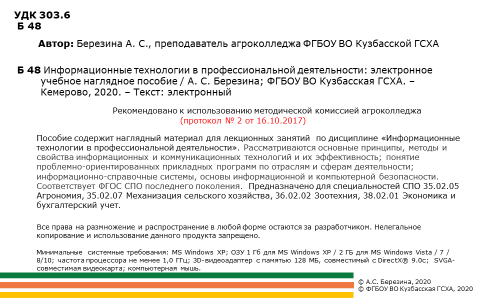 УДК 303.6
Б 48
Автор: Березина А. С., преподаватель агроколледжа ФГБОУ ВО Кузбасской ГСХА
Б 48 Информационные технологии в профессиональной деятельности: электронное
учебное наглядное пособие / А. С. Березина; ФГБОУ ВО Кузбасская ГСХА. –
Кемерово, 2020. – Текст: электронный
Рекомендовано к использованию методической комиссией агроколледжа
(протокол № 2 от 16.10.2017)
Пособие содержит наглядный материал для лекционных занятий по дисциплине «Информационные
технологии в профессиональной деятельности». Рассматриваются основные принципы, методы и
свойства информационных и коммуникационных технологий и их эффективность; понятие
проблемно-ориентированных прикладных программ по отраслям и сферам деятельности;
информационно-справочные системы, основы информационной и компьютерной безопасности.
Соответствует ФГОС СПО последнего поколения. Предназначено для специальностей СПО 35.02.05
Агрономия, 35.02.07 Механизация сельского хозяйства, 36.02.02 Зоотехния, 38.02.01 Экономика и
бухгалтерский учет.
Все права на размножение и распространение в любой форме остаются за разработчиком. Нелегальное
копирование и использование данного продукта запрещено.
Минимальные системные требования: MS Windows XP; ОЗУ 1 Гб для MS Windows XP / 2 ГБ для MS Windows Vista / 7 /
8/10; частота процессора не менее 1,0 ГГц; 3D-видеоадаптер с памятью 128 МБ, совместимый с DirectX® 9.0с; SVGA-
совместимая видеокарта; компьютерная мышь.
© А.С. Березина, 2020
© ФГБОУ ВО Кузбасская ГСХА, 2020